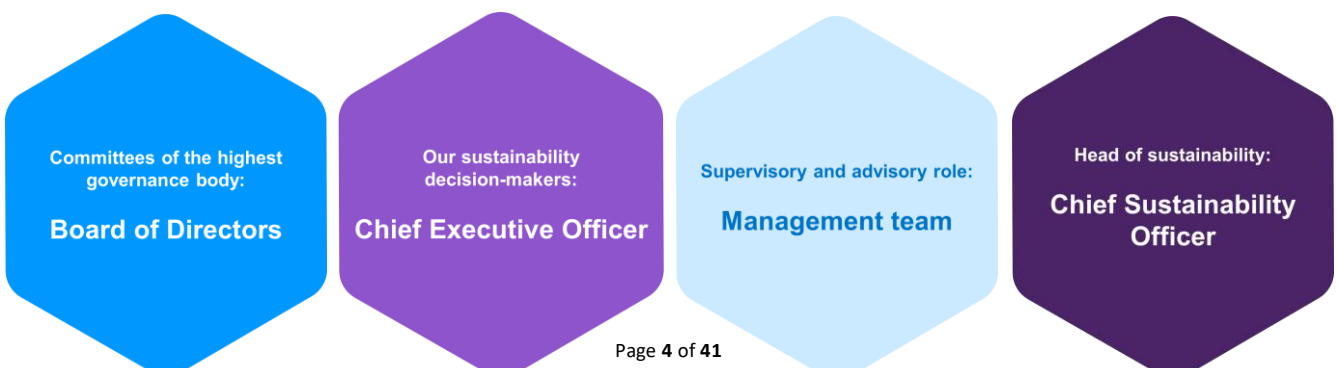 Committees of the highest
governance body:
Board of Directors
Our sustainability
decision-makers:
Chief Executive Officer
Supervisory and advisory role:
Management team
Head of sustainability:
Chief Sustainability
Officer
Page 4 of 41